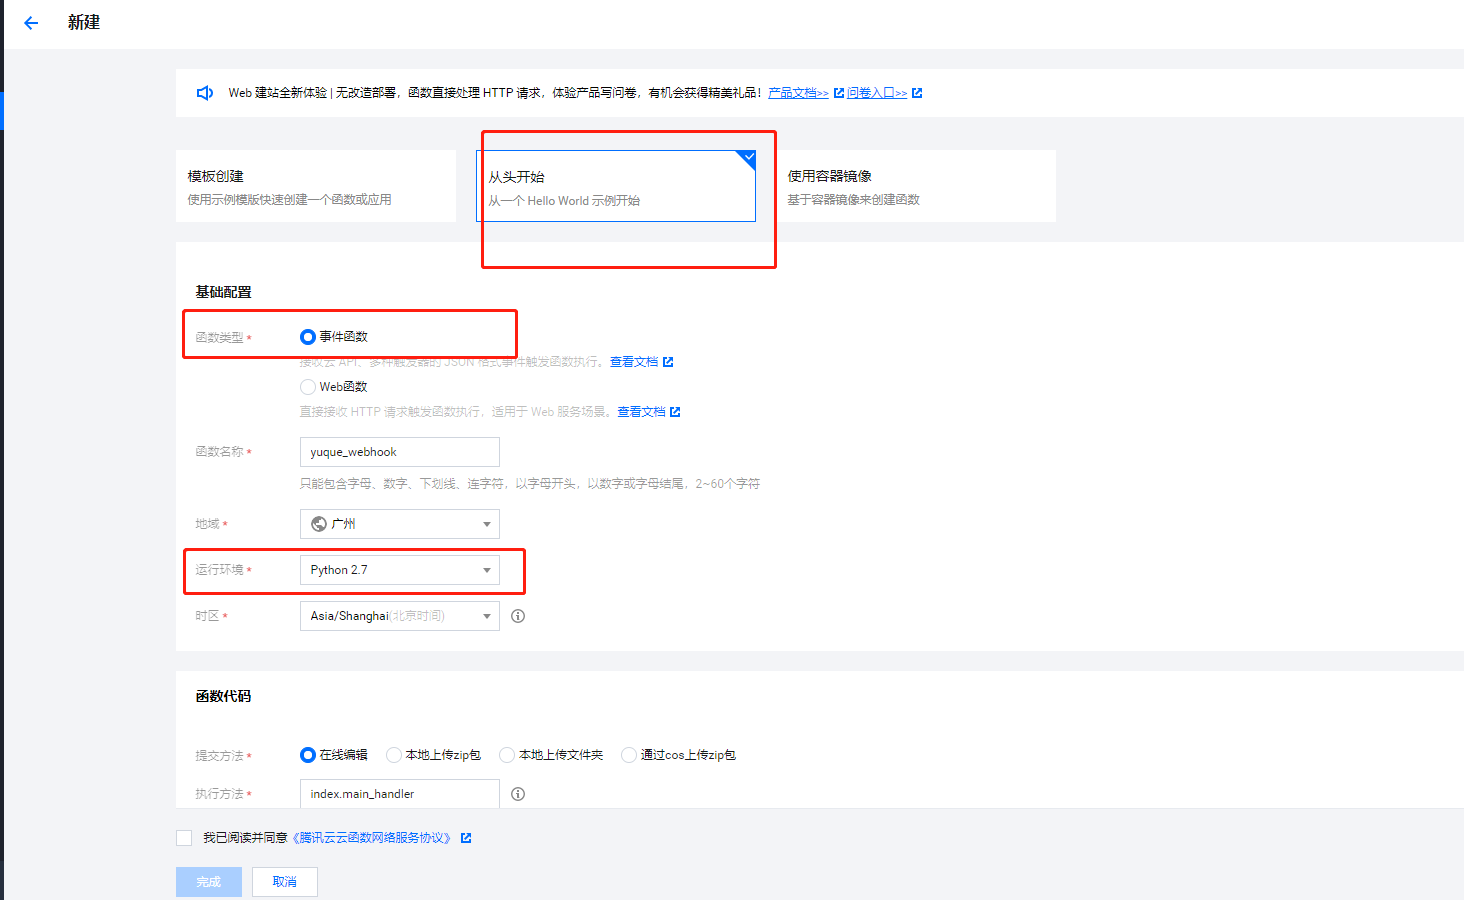 新建
Web 建站全新体验 | 无改造部署，函数直接处理 HTTP 请求，体验产品写问卷，有机会获得精美礼品！产品文档>> 问卷入口>>
模板创建
使用示例模版快速创建一个函数或应用
从头开始
从一个 Hello World 示例开始
使用容器镜像
基于容器镜像来创建函数
基础配置
函数类型* 事件函数
接收云 API、多种触发器的 JSON 格式事件触发函数执行。查看文档
Web函数
直接接收 HTTP 请求触发函数执行，适用于 Web 服务场景。查看文档
函数名称* yuque_webhook
只能包含字母、数字、下划线、连字符，以字母开头，以数字或字母结尾，2~60个字符
地域* 广州
运行环境* Python 2.7
时区* Asia/Shanghai(北京时间)
函数代码
提交方法* 在线编辑 本地上传zip包 本地上传文件夹 通过cos上传zip包
执行方法* index.main_handler
我已阅读并同意《腾讯云云函数网络服务协议》
完成 取消